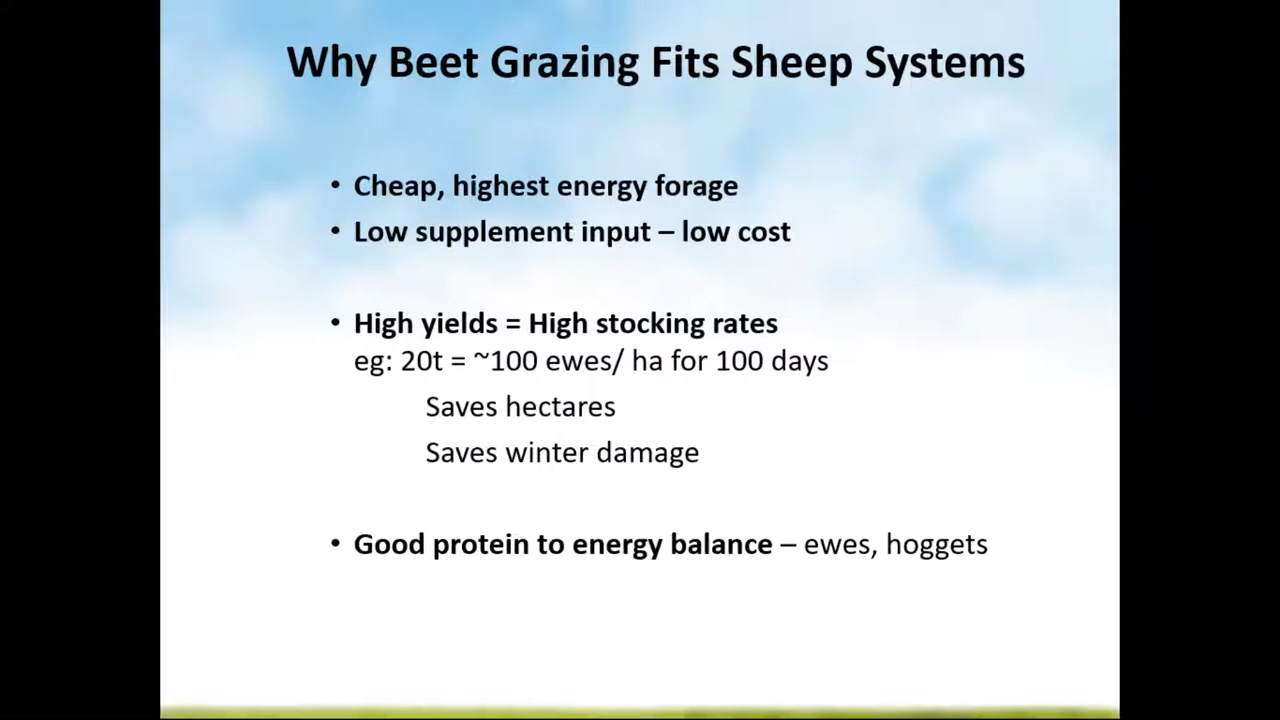 Why Beet Grazing Fits Sheep Systems
• Cheap, highest energy forage
• Low supplement input – low cost
• High yields = High stocking rates
eg: 20t = ~100 ewes/ ha for 100 days
Saves hectares
Saves winter damage
• Good protein to energy balance – ewes, hoggets